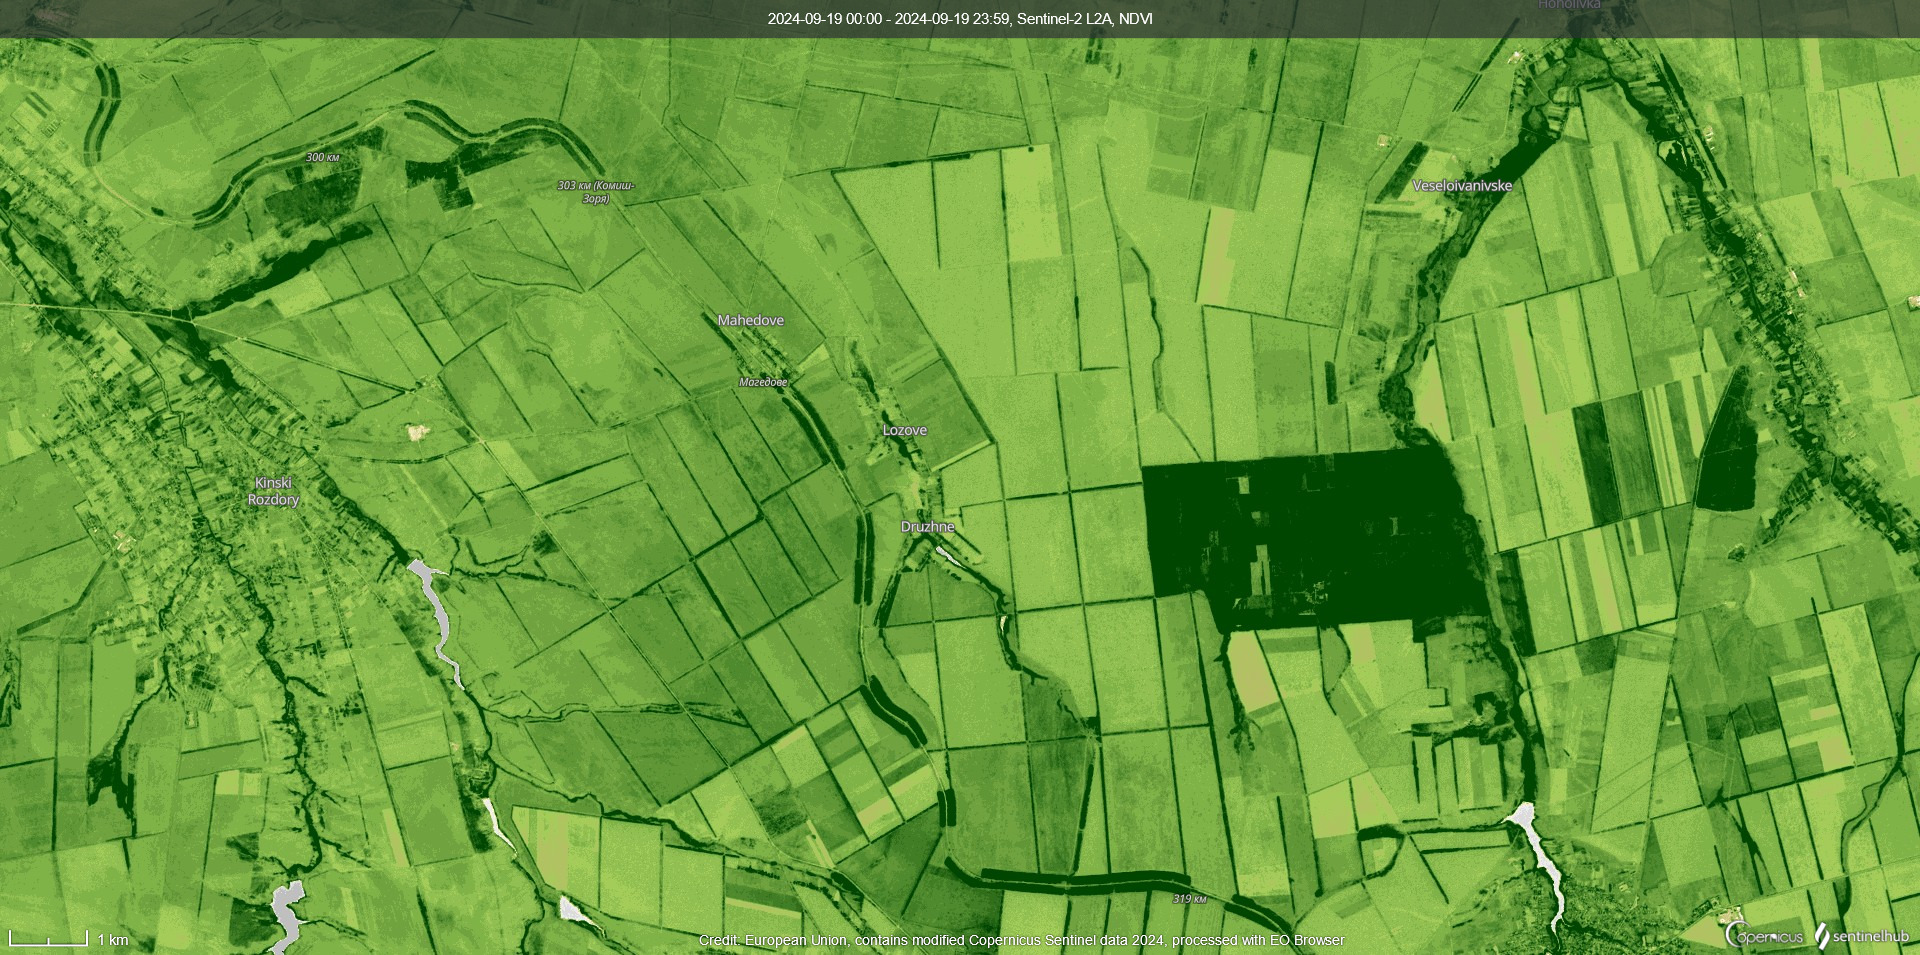 Honolivka
2024-09-19 00:00 - 2024-09-19 23:59, Sentinel-2 L2A, NDVI
300 км
303 км (Комиш-
Зоря)
Veseloivanivske
Mahedove
Магедове
Lozove
Kinski
Rozdory
Druzhne
319 км
1 km
Credit: European Union, contains modified Copernicus Sentinel data 2024, processed with EO Browser
opernicus
sentinelhub